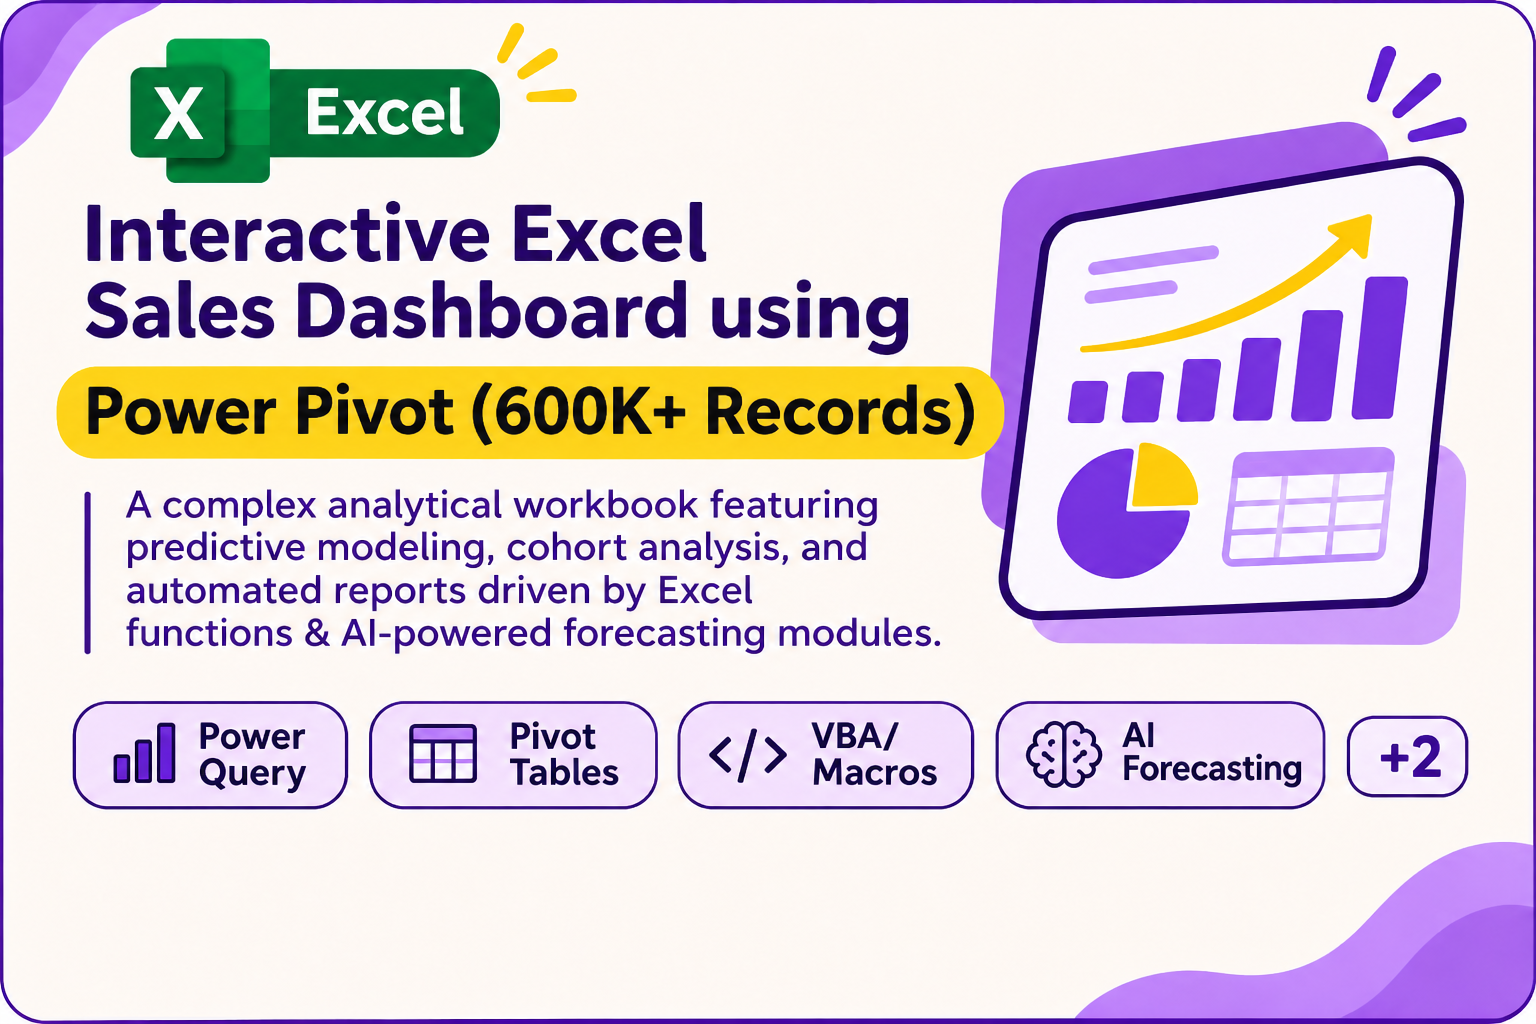 X
Excel
Interactive Excel
Sales Dashboard using
Power Pivot (600K+ Records)
A complex analytical workbook featuring
predictive modeling, cohort analysis, and
automated reports driven by Excel
functions & AI-powered forecasting modules.
Power
Query
Pivot
Tables
</>
VBA/
Macros
AI
Forecasting
+2